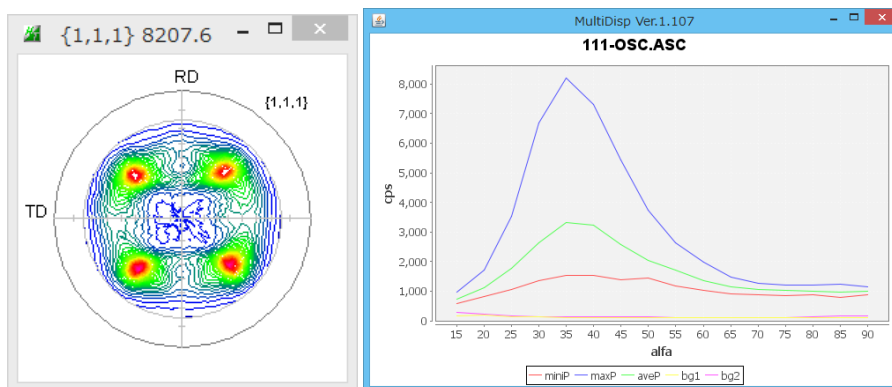 {1,1,1} 8207.6
RD
{1,1,1}
TD
MultiDisp Ver.1.107
111-OSC.ASC
8,000
7,000
6,000
5,000
4,000
3,000
2,000
1,000
0
cps
15 20 25 30 35 40 45 50 55 60 65 70 75 80 85 90
alfa
miniP maxP aveP bg1 bg2